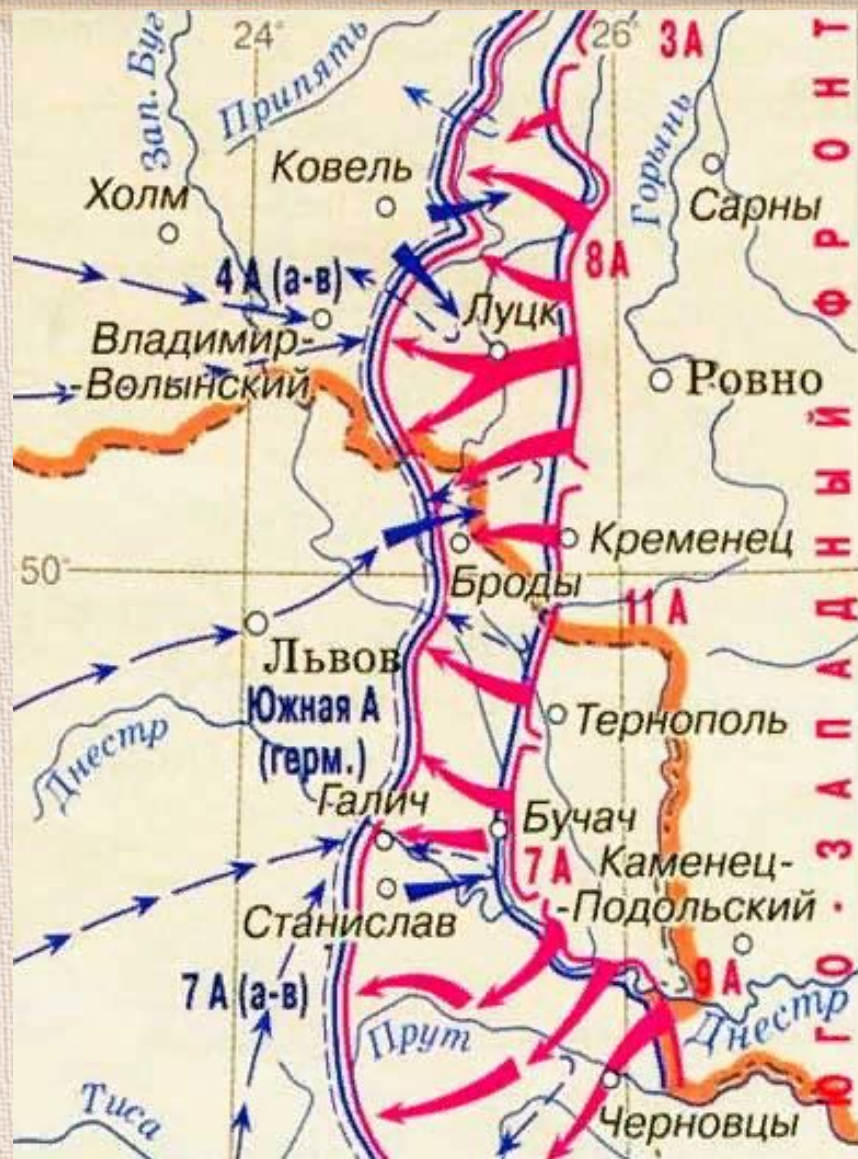 24°
26°
3 А
Зап. Буг
Припять
Горынь
Ковель
Холм
Сарны
4 А (а-в)
8 А
Луцк
Владимир-
-Волынский
Ровно
Кременец
50°
Броды
11 А
Львов
Южная А
(герм.)
Тернополь
Днестр
Галич
Бучач
7 А
Каменец-
-Подольский
Станислав
7 А (а-в)
9 А
Днестр
Прут
Тиса
Черновцы
ЮГО-ЗАПАДНЫЙ ФРОНТ